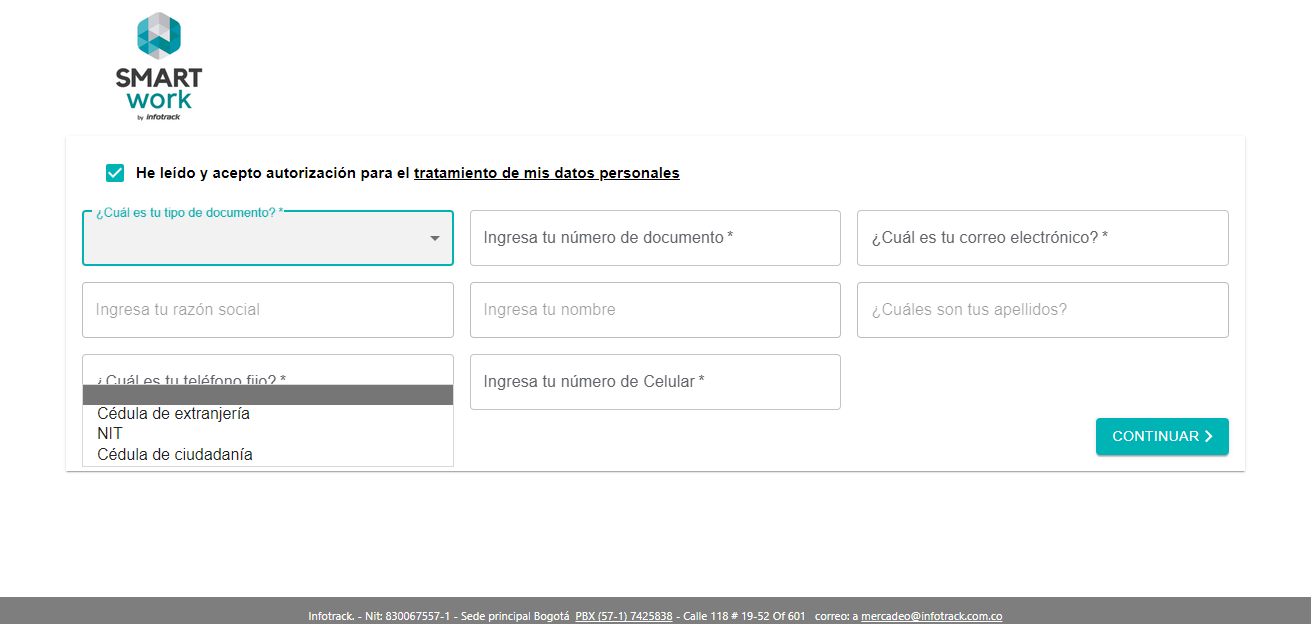 SMART
work
by infotrack
He leído y acepto autorización para el tratamiento de mis datos personales
¿Cuál es tu tipo de documento? *
Ingresa tu número de documento *
¿Cuál es tu correo electrónico? *
Ingresa tu razón social
Ingresa tu nombre
¿Cuáles son tus apellidos?
¿Cuál es tu teléfono fijo? *
Ingresa tu número de Celular *
Cédula de extranjería
NIT
Cédula de ciudadanía
CONTINUAR
Infotrack. - Nit: 830067557-1 - Sede principal Bogotá PBX (57-1) 7425838 - Calle 118 # 19-52 Of 601 correo: a mercadeo@infotrack.com.co